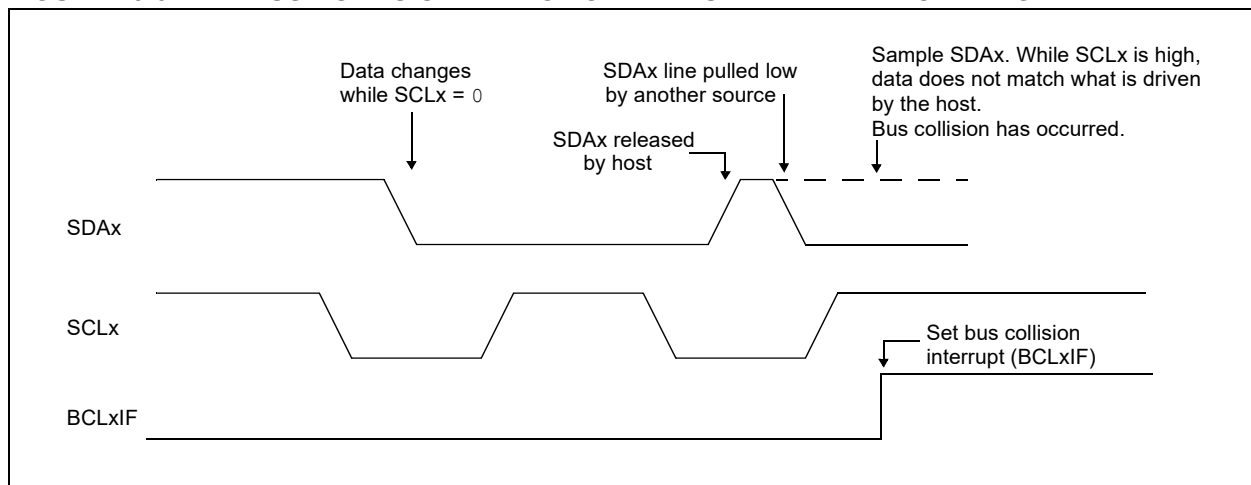 Data changes
while SCLx = 0
SDAx line pulled low
by another source
Sample SDAx. While SCLx is high,
data does not match what is driven
by the host.
Bus collision has occurred.
SDAx released
by host
SDAx
SCLx
Set bus collision
interrupt (BCLxIF)
BCLxIF